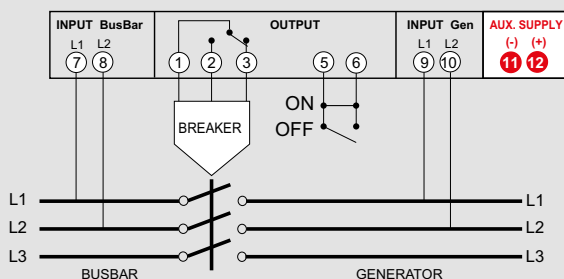 INPUT BusBar OUTPUT INPUT Gen AUX. SUPPLY
L1 L2 L1 L2 (-) (+)
7 8 1 2 3 5 6 9 10 11 12
ON
OFF
BREAKER
L1 L1
L2 L2
L3 L3
BUSBAR GENERATOR